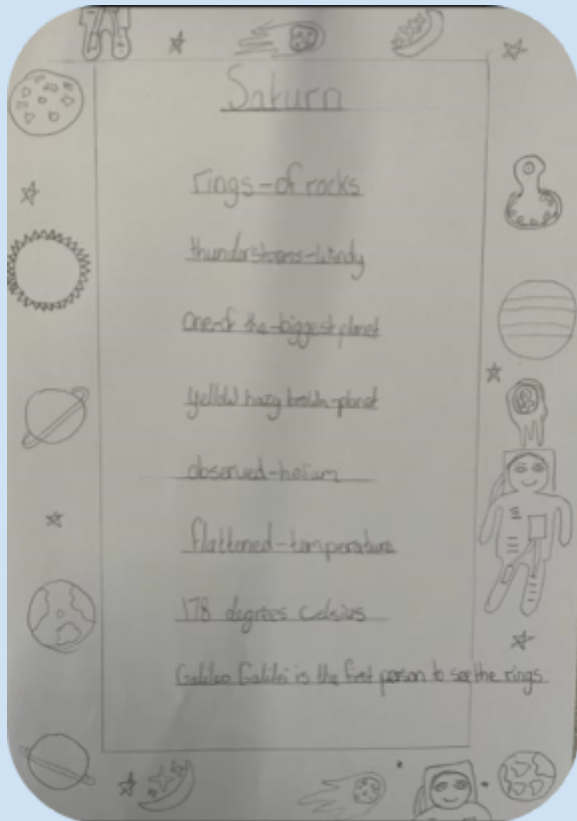 Saturn
rings-of rocks
thunderstorms-windy
one-of the-biggest planet
yellow hazy brown-planet
observed-helium
flattened-temperature
178 degrees Celsius
Galileo Galilei is the first person to see the rings